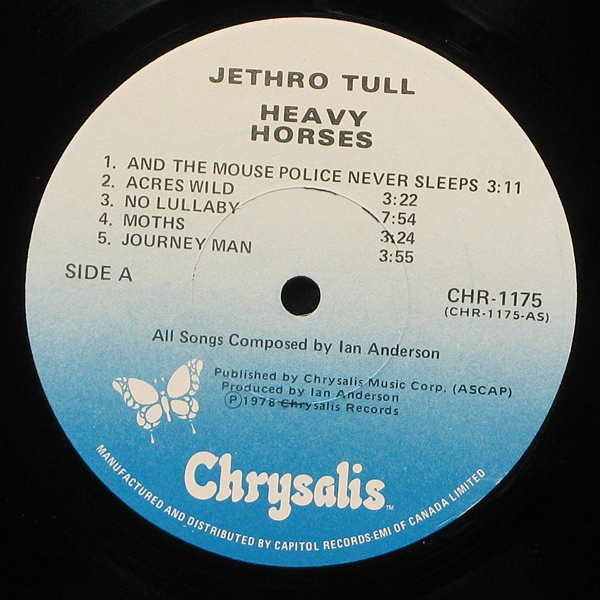 JETHRO TULL
HEAVY
HORSES
1. AND THE MOUSE POLICE NEVER SLEEPS 3:11
2. ACRES WILD 3:22
3. NO LULLABY 7:54
4. MOTHS 3:24
5. JOURNEY MAN 3:55
SIDE A
CHR-1175
(CHR-1175-AS)
All Songs Composed by Ian Anderson
Published by Chrysalis Music Corp. (ASCAP)
Produced by Ian Anderson
Ⓟ1978 Chrysalis Records
Chrysalis™
MANUFACTURED AND DISTRIBUTED BY CAPITOL RECORDS-EMI OF CANADA LIMITED